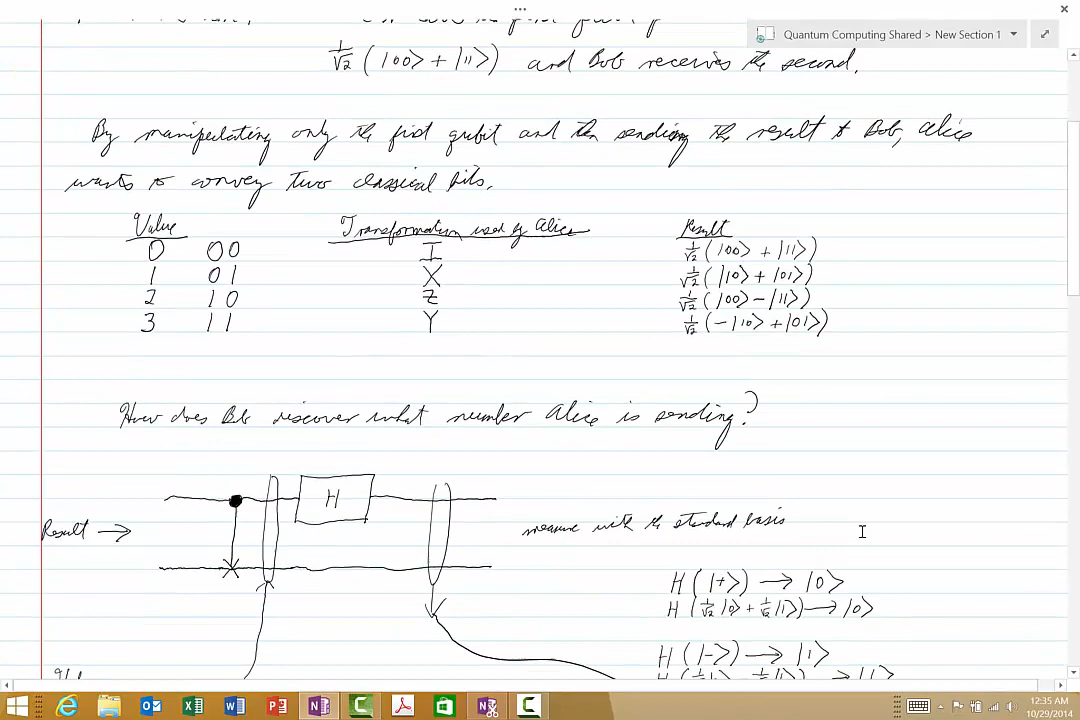 Quantum Computing Shared > New Section 1
1/√2 (|00> + |11>) and Bob receives the second.
By manipulating only the first qubit and then sending the result to Bob, Alice
wants to convey two classical bits.
Value Transformation used by Alice Result
0 00 I 1/√2 (|00> + |11>)
1 01 X 1/√2 (|10> + |01>)
2 10 Z 1/√2 (|00> - |11>)
3 11 Y 1/√2 (-|10> + |01>)
How does Bob discover what number Alice is sending?
H
Result → measure with the standard basis
H(|+>) → |0>
H(1/√2 |0> + 1/√2 |1>) → |0>
H(|->) → |1>
12:35 AM
10/29/2014